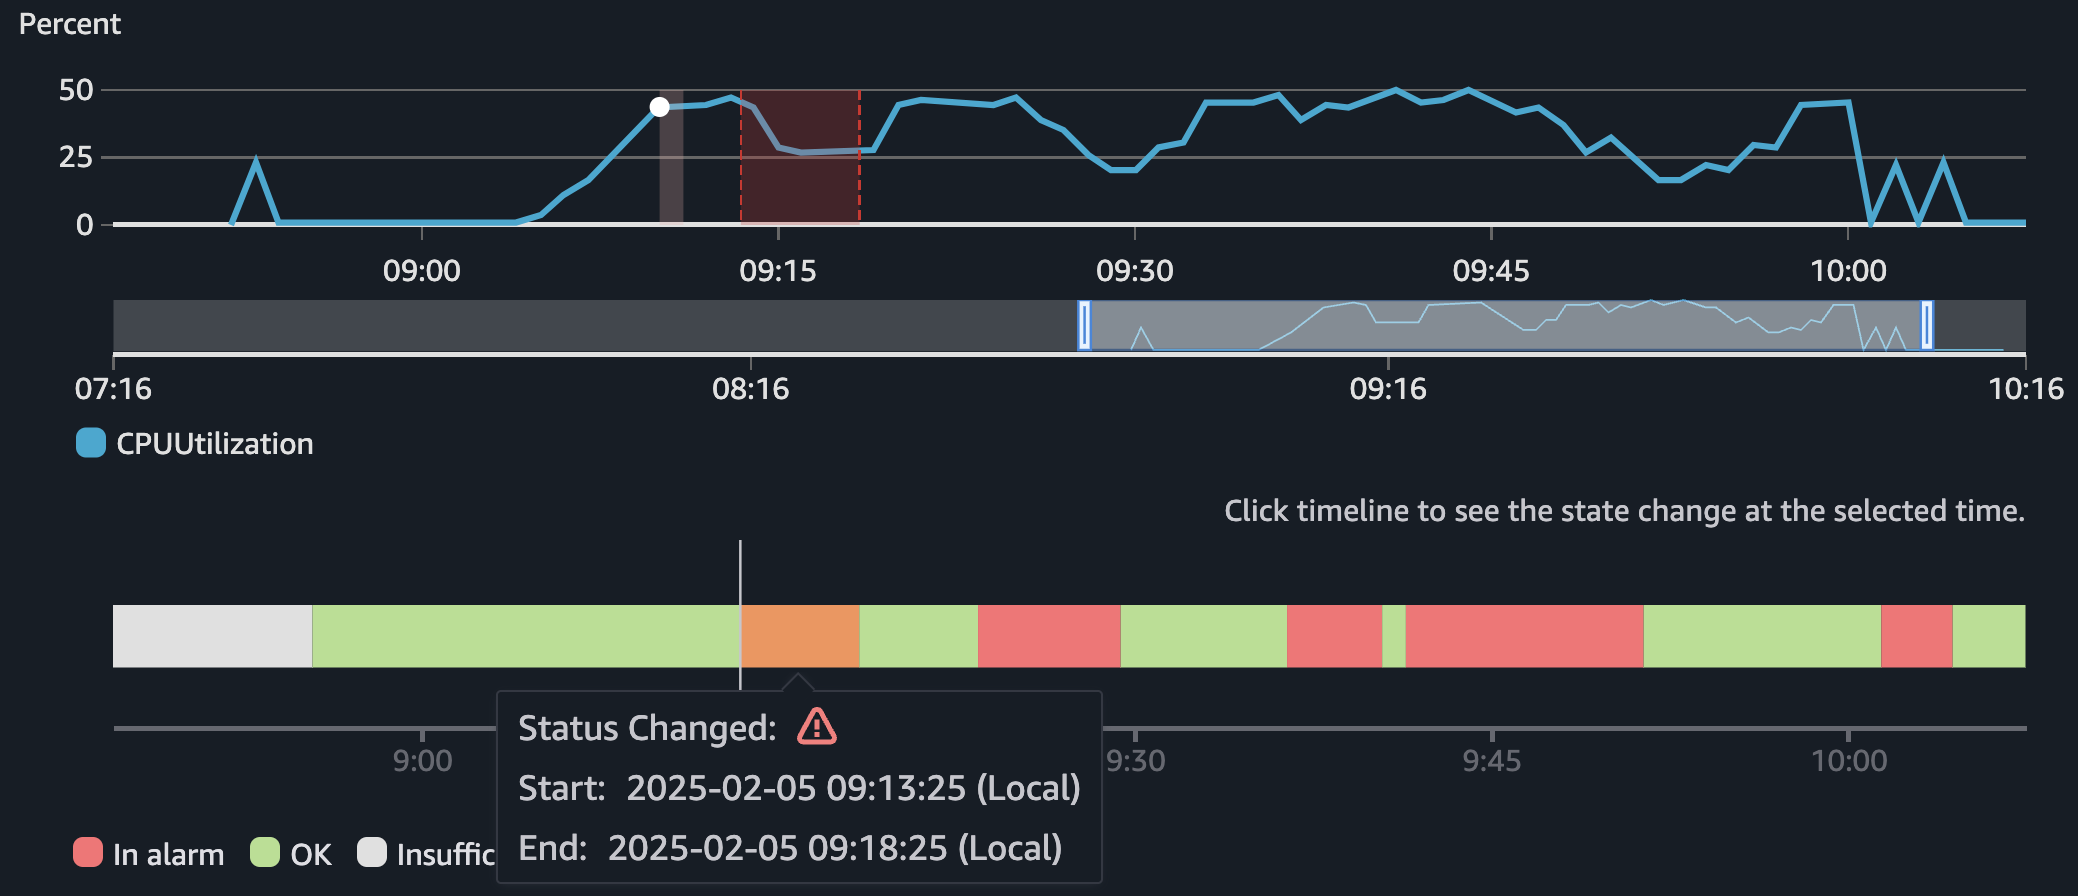 Percent
50
25
0
09:00 09:15 09:30 09:45 10:00
07:16 08:16 09:16 10:16
CPUUtilization
Click timeline to see the state change at the selected time.
Status Changed:
Start: 2025-02-05 09:13:25 (Local)
End: 2025-02-05 09:18:25 (Local)
9:00 9:30 9:45 10:00
In alarm OK Insuffic